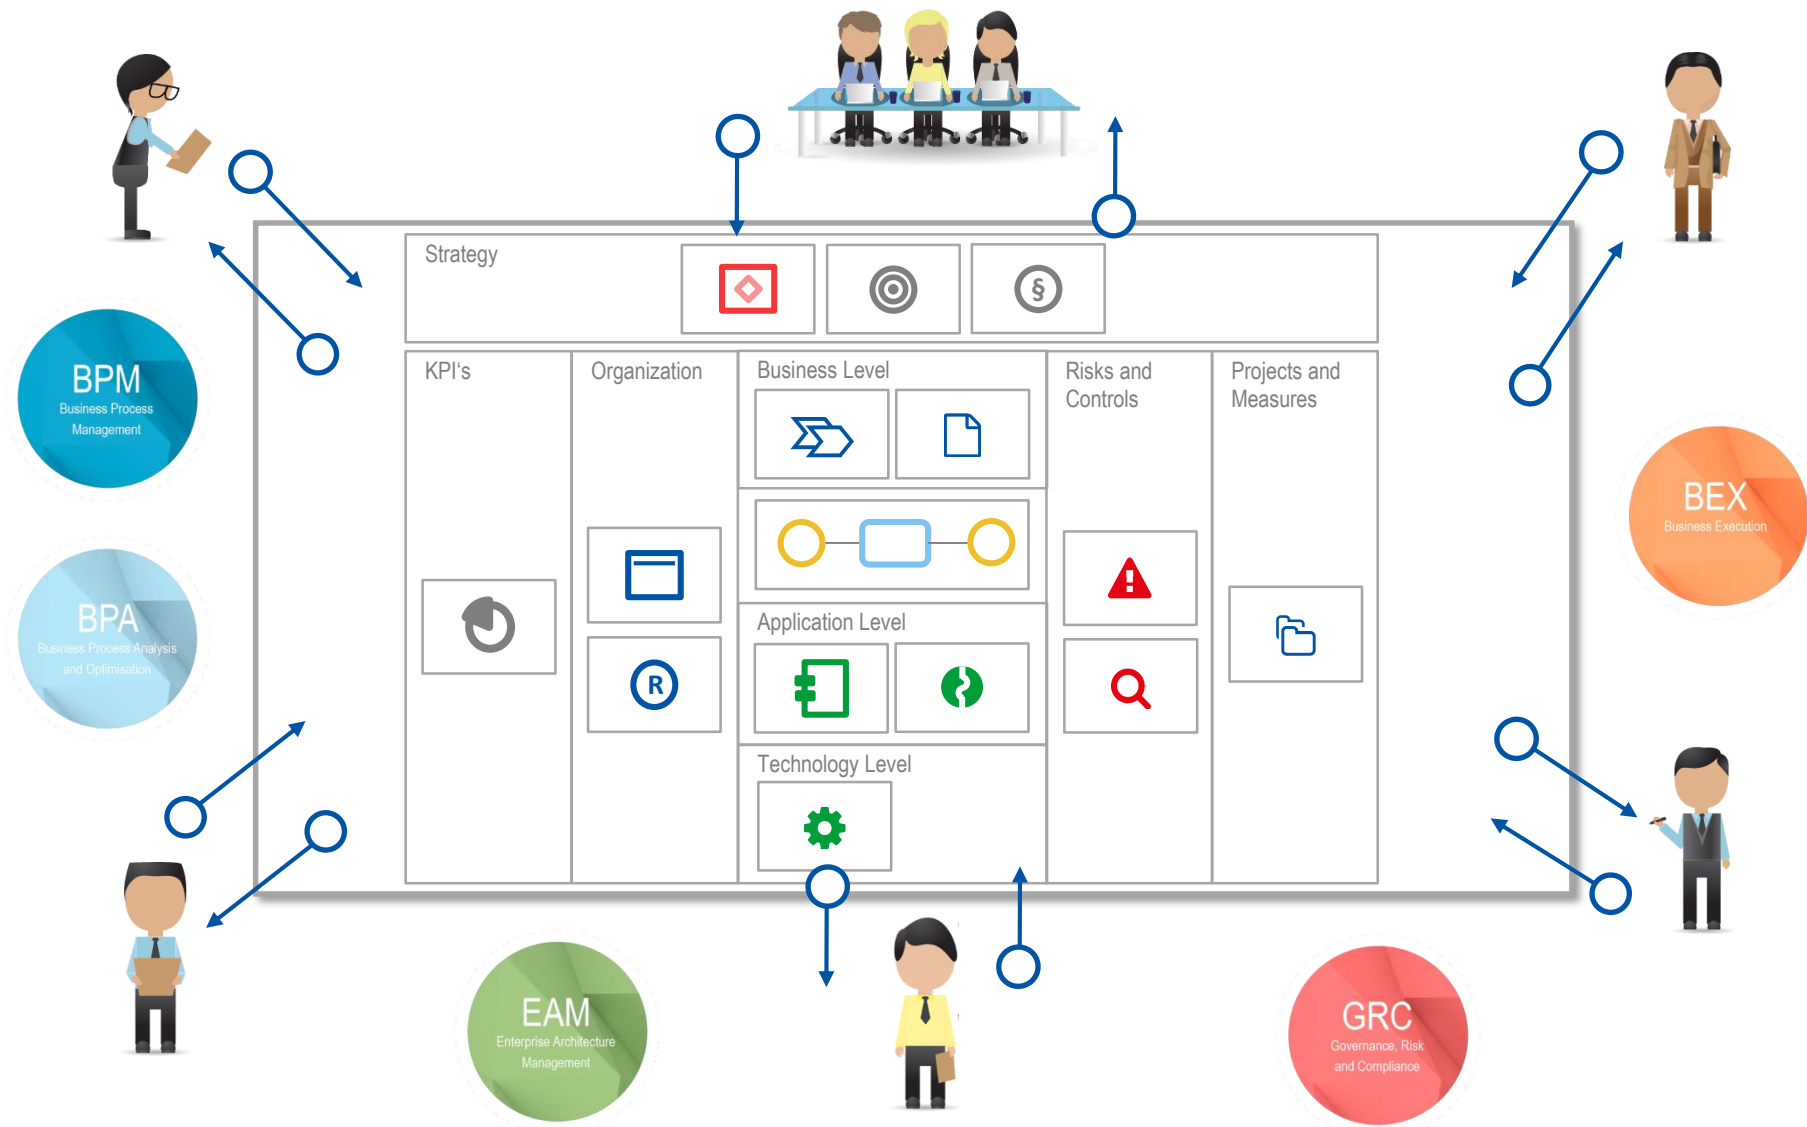 Strategy
§
KPI's
Organization
Business Level
Risks and
Controls
Projects and
Measures
R
Application Level
Technology Level
BPM
Business Process
Management
BPA
Business Process Analysis
and Optimisation
BEX
Business Execution
EAM
Enterprise Architecture
Management
GRC
Governance, Risk
and Compliance